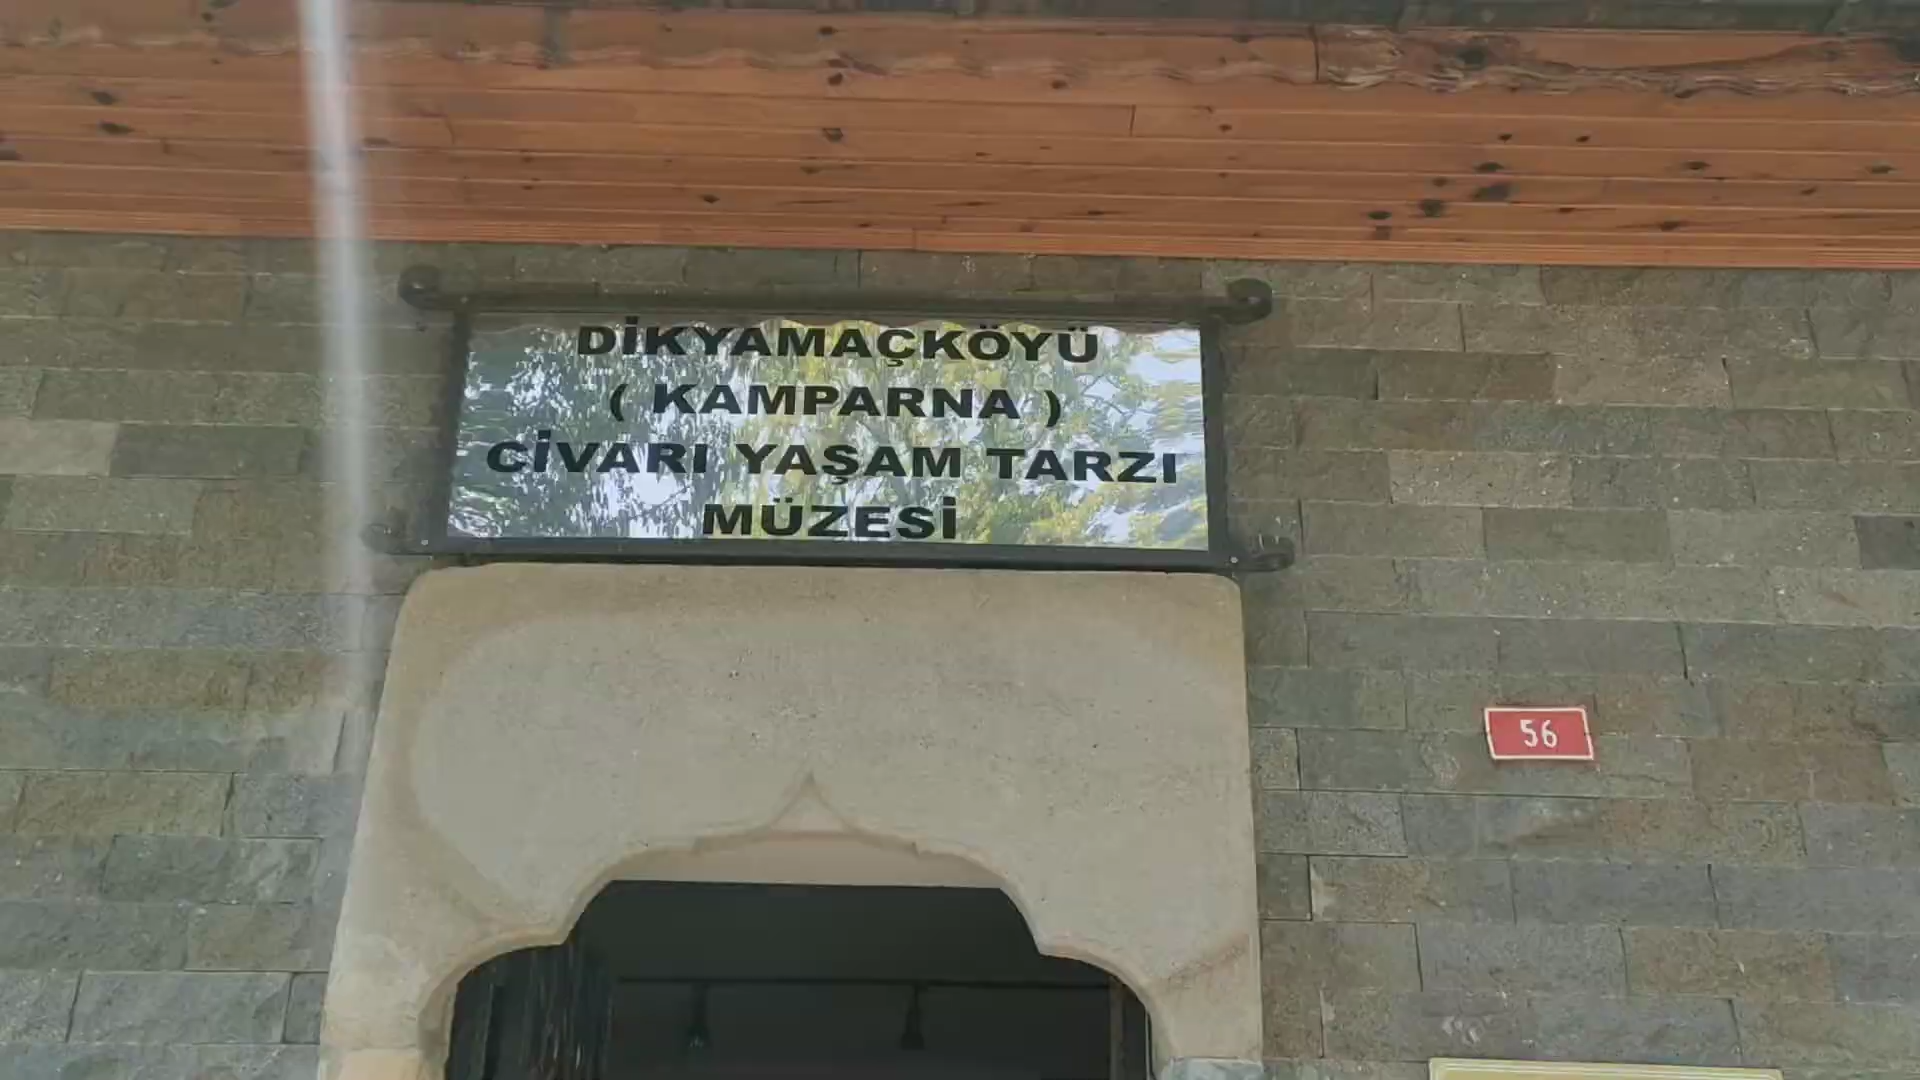 DİKYAMAÇKÖYÜ
( KAMPARNA )
CİVARI YAŞAM TARZI
MÜZESİ
56